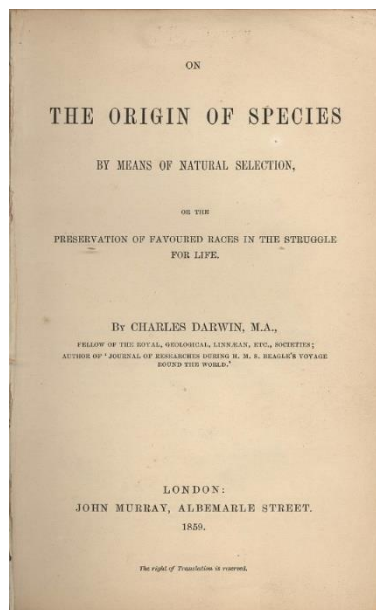 ON
THE ORIGIN OF SPECIES
BY MEANS OF NATURAL SELECTION,
OR THE
PRESERVATION OF FAVOURED RACES IN THE STRUGGLE
FOR LIFE.
By CHARLES DARWIN, M.A.,
FELLOW OF THE ROYAL, GEOLOGICAL, LINNÆAN, ETC., SOCIETIES;
AUTHOR OF 'JOURNAL OF RESEARCHES DURING H. M. S. BEAGLE'S VOYAGE
ROUND THE WORLD.'
LONDON:
JOHN MURRAY, ALBEMARLE STREET.
1859.
The right of Translation is reserved.